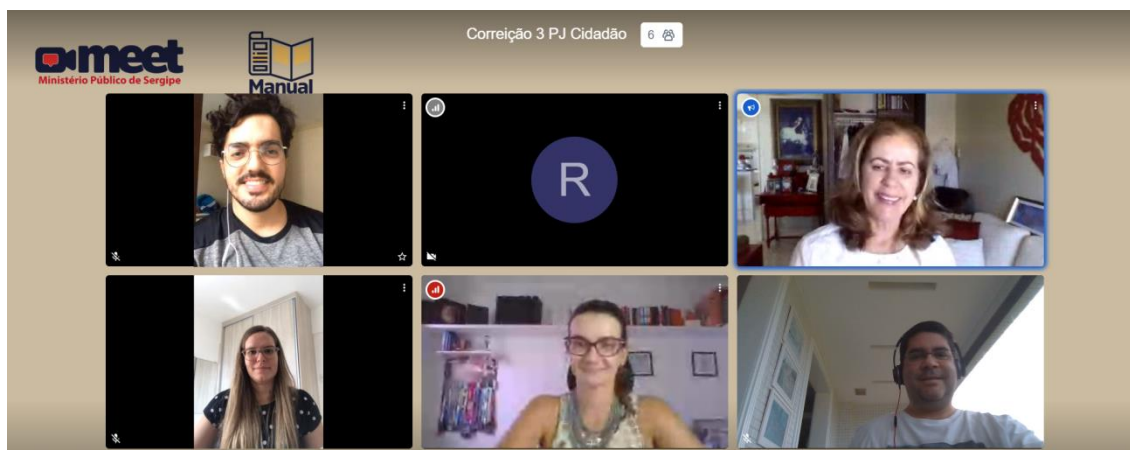 Correição 3 PJ Cidadão 6
meet
Ministério Público de Sergipe
Manual
R